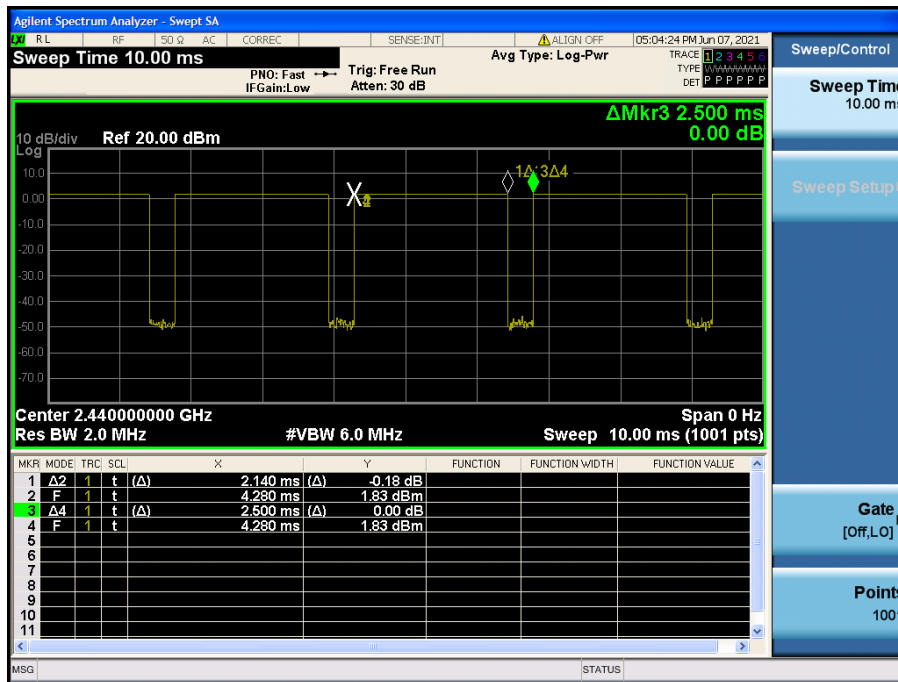 Agilent Spectrum Analyzer - Swept SA
LXI RL RF 50 Ω AC CORREC SENSE:INT ALIGN OFF 05:04:24 PM Jun 07, 2021
Sweep Time 10.00 ms
PNO: Fast
IFGain:Low
Trig: Free Run
Atten: 30 dB
Avg Type: Log-Pwr
TRACE 1 2 3 4 5 6
TYPE WWWWWW
DET P P P P P P
ΔMkr3 2.500 ms
0.00 dB
10 dB/div Ref 20.00 dBm
Log
10.0
0.00
-10.0
-20.0
-30.0
-40.0
-50.0
-60.0
-70.0
X
3Δ4
Center 2.440000000 GHz Span 0 Hz
Res BW 2.0 MHz #VBW 6.0 MHz Sweep 10.00 ms (1001 pts)
MKR MODE TRC SCL X Y FUNCTION FUNCTION WIDTH FUNCTION VALUE
1 Δ2 1 t (Δ) 2.140 ms (Δ) -0.18 dB
2 F 1 t 4.280 ms 1.83 dBm
3 Δ4 1 t (Δ) 2.500 ms (Δ) 0.00 dB
4 F 1 t 4.280 ms 1.83 dBm
5
6
7
8
9
10
11
MSG STATUS
Sweep/Control
Sweep Time
10.00 ms
Sweep Setup
Gate
[Off,LO]
Points
1001